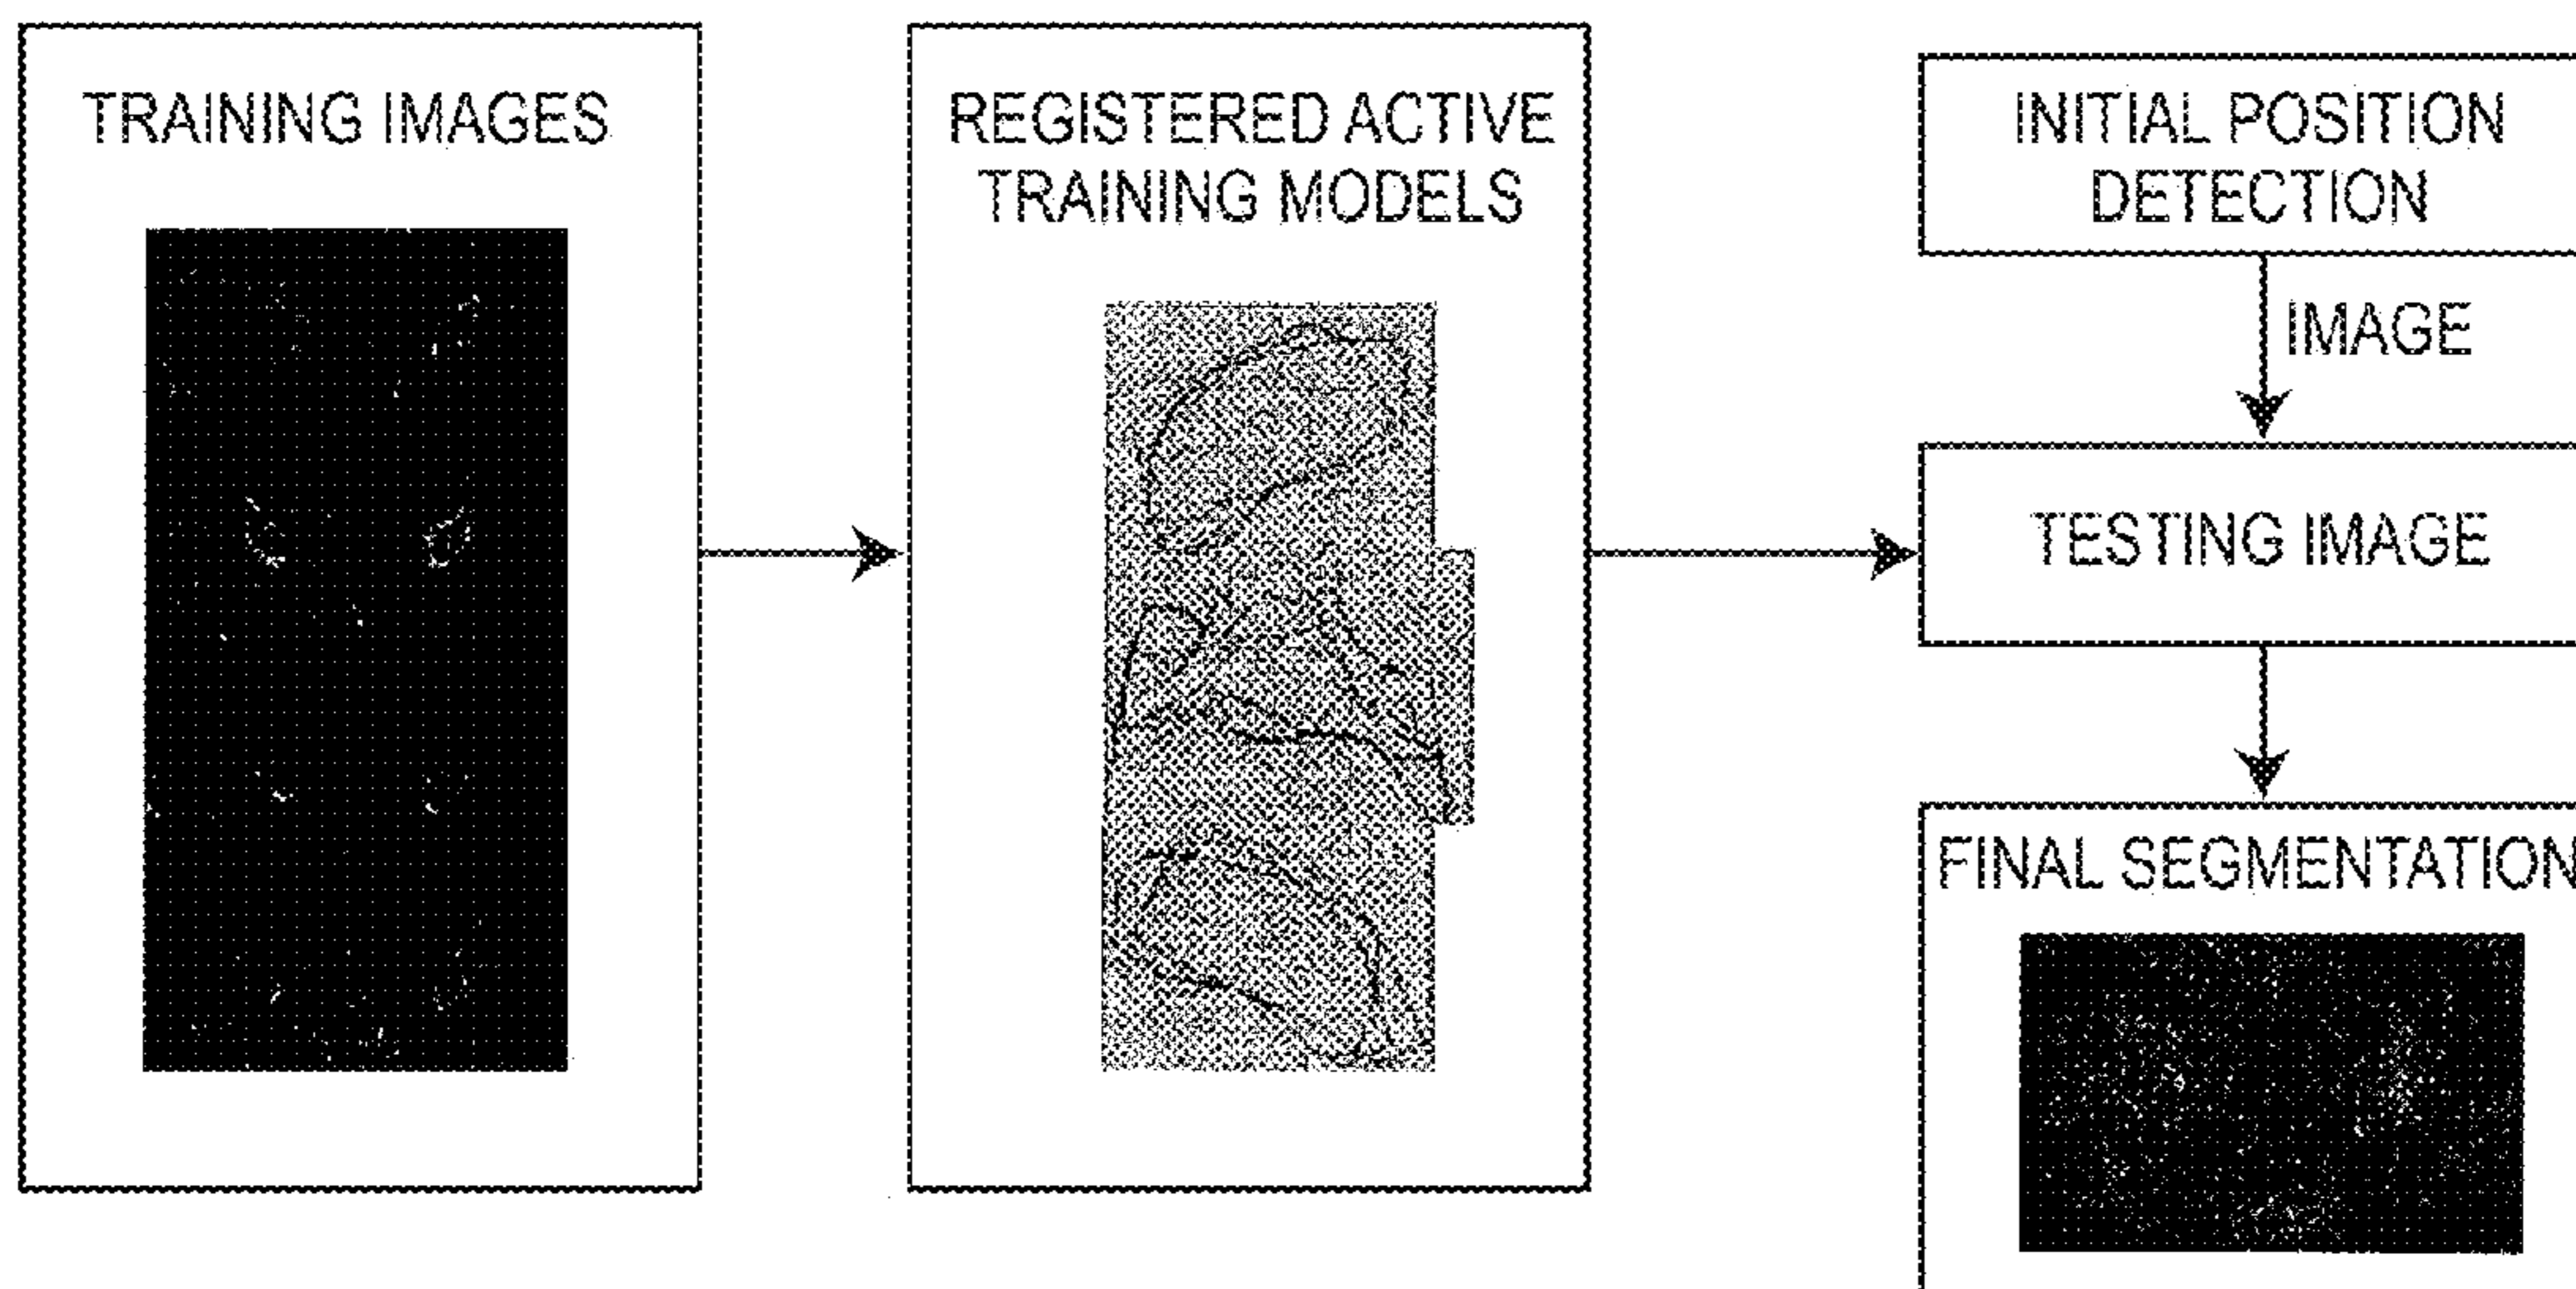 TRAINING IMAGES
REGISTERED ACTIVE
TRAINING MODELS
INITIAL POSITION
DETECTION
IMAGE
TESTING IMAGE
FINAL SEGMENTATION